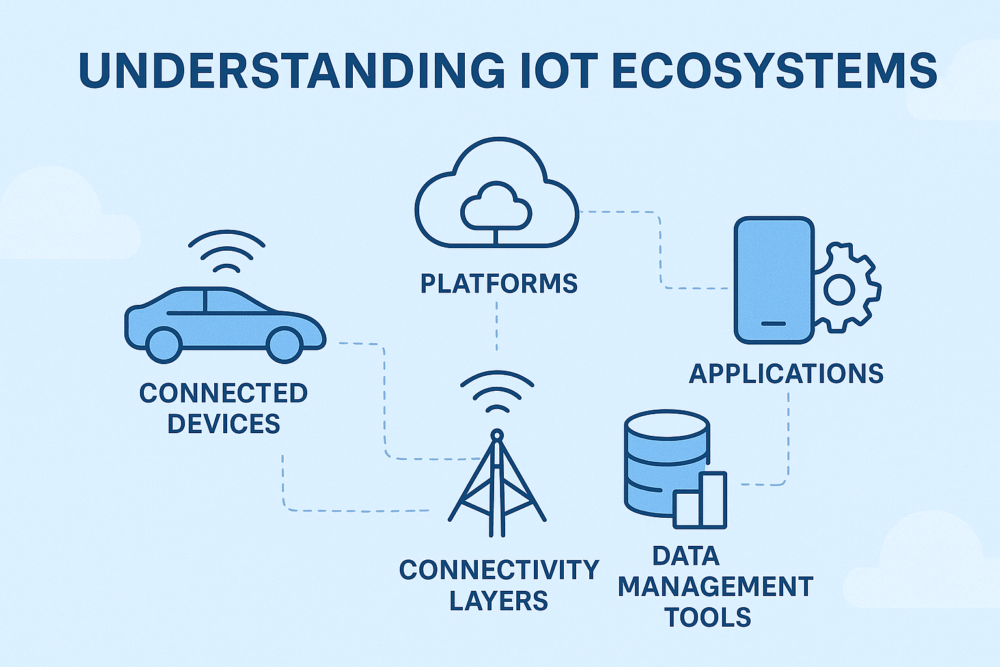 UNDERSTANDING IOT ECOSYSTEMS
PLATFORMS
CONNECTED
DEVICES
APPLICATIONS
CONNECTIVITY
LAYERS
DATA
MANAGEMENT
TOOLS